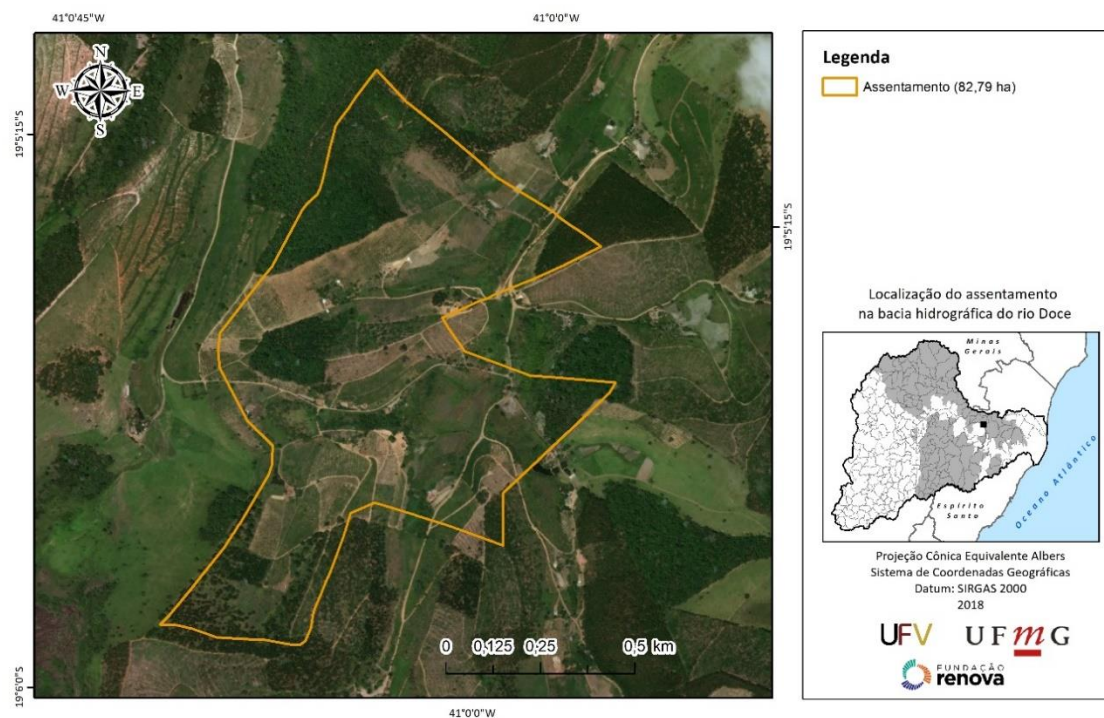 41°0'45"W
41°0'0"W
N
W
E
S
19°5'15"S
19°5'15"S
19°6'0"S
0
0,125
0,25
0,5 km
41°0'0"W
Legenda
Assentamento (82,79 ha)
Localização do assentamento
na bacia hidrográfica do rio Doce
Minas
Gerais
Espírito
Santo
Oceano Atlântico
Projeção Cônica Equivalente Albers
Sistema de Coordenadas Geográficas
Datum: SIRGAS 2000
2018
UFV
UFmG
FUNDAÇÃO
renova